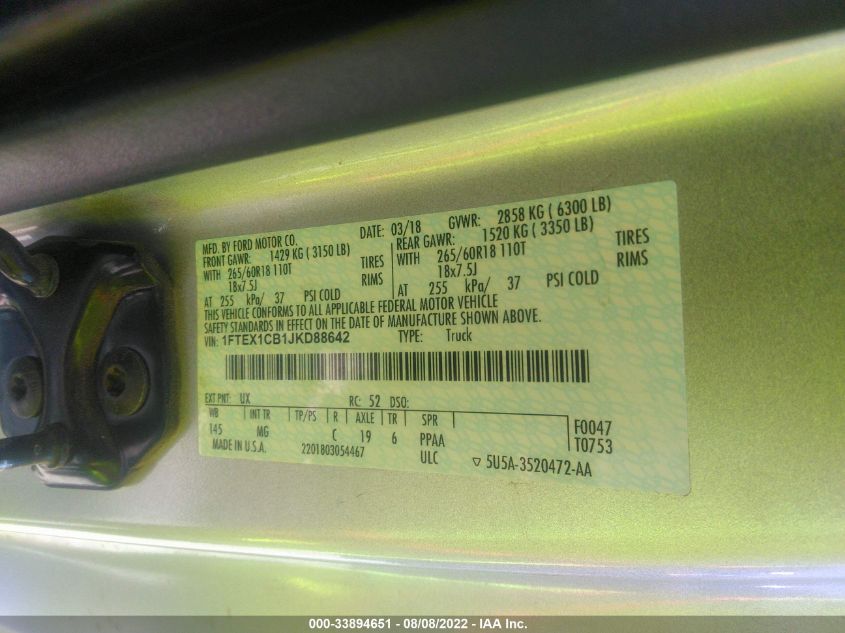 MFD. BY FORD MOTOR CO.
DATE: 03/18 GVWR: 2858 KG ( 6300 LB)
FRONT GAWR: 1429 KG ( 3150 LB)
REAR GAWR: 1520 KG ( 3350 LB)
WITH 265/60R18 110T TIRES
WITH 265/60R18 110T TIRES
18x7.5J RIMS
18x7.5J RIMS
AT 255 kPa/ 37 PSI COLD
AT 255 kPa/ 37 PSI COLD
THIS VEHICLE CONFORMS TO ALL APPLICABLE FEDERAL MOTOR VEHICLE
SAFETY STANDARDS IN EFFECT ON THE DATE OF MANUFACTURE SHOWN ABOVE.
VIN: 1FTEX1CB1JKD88642 TYPE: Truck
EXT PNT: UX RC: 52 DSO:
WB INT TR TP/PS R AXLE TR SPR
145 MG C 19 6 PPAA
F0047
T0753
MADE IN U.S.A. 2201803054467 ULC
▽ 5U5A-3520472-AA
000-33894651 - 08/08/2022 - IAA Inc.